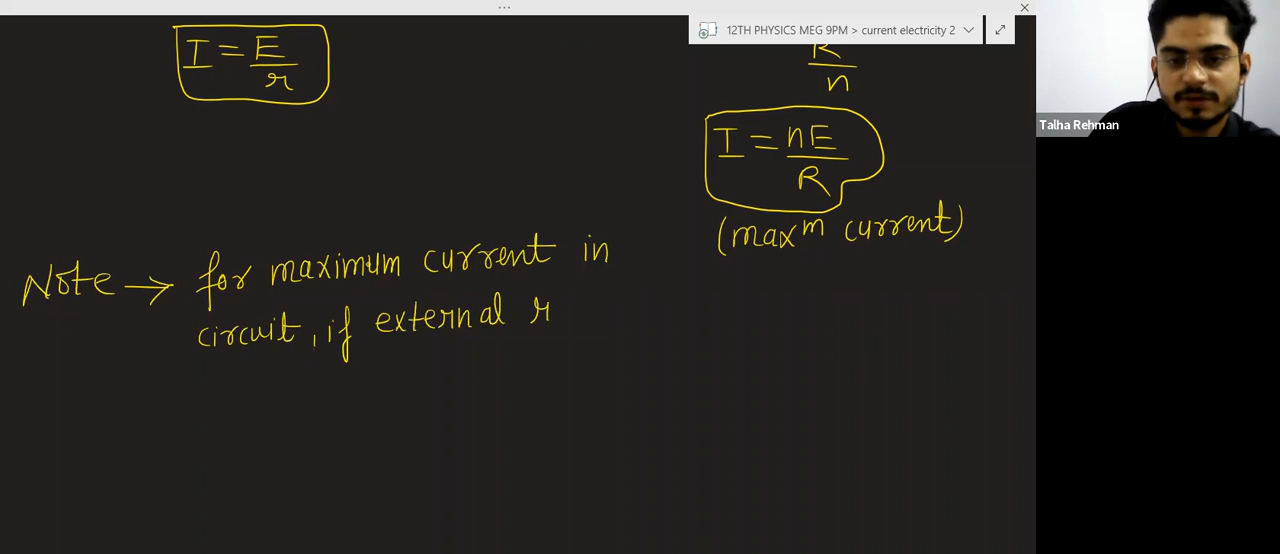 12TH PHYSICS MEG 9PM > current electricity 2
Talha Rehman
I = E/r
R/n
I = nE/R
(max^m current)
Note → for maximum current in
circuit, if external r